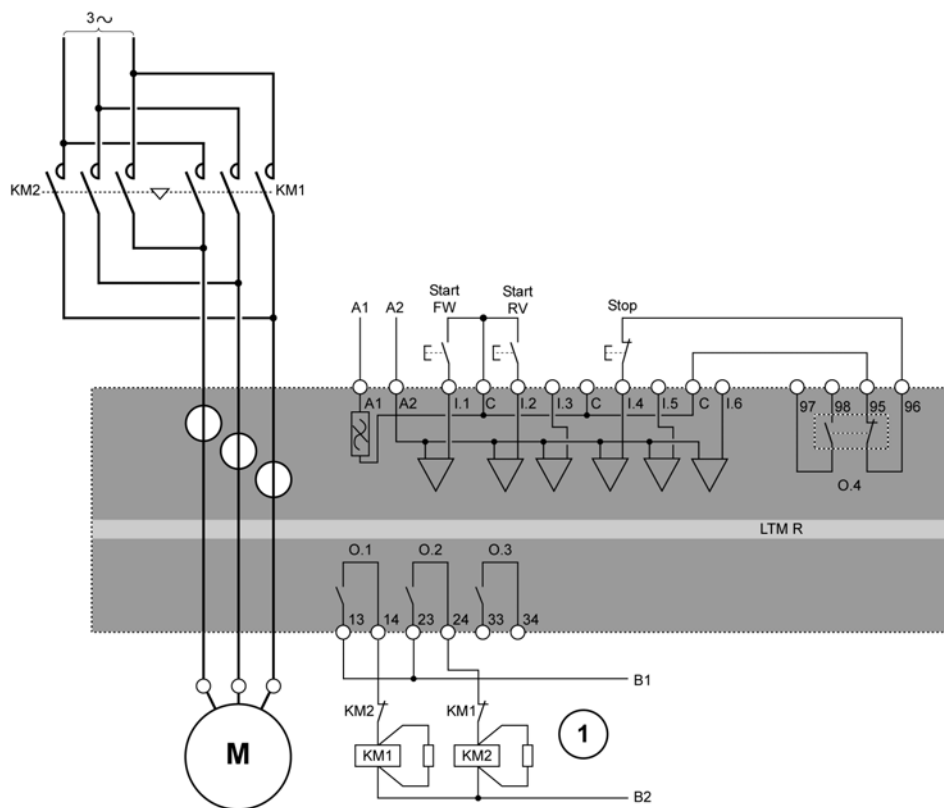 3∼
KM2
KM1
A1
A2
Start
FW
Start
RV
Stop
A1
A2
I.1
C
I.2
I.3
C
I.4
I.5
C
I.6
97
98
95
96
O.4
LTM R
O.1
O.2
O.3
13
14
23
24
33
34
B1
KM2
KM1
1
KM1
KM2
M
B2